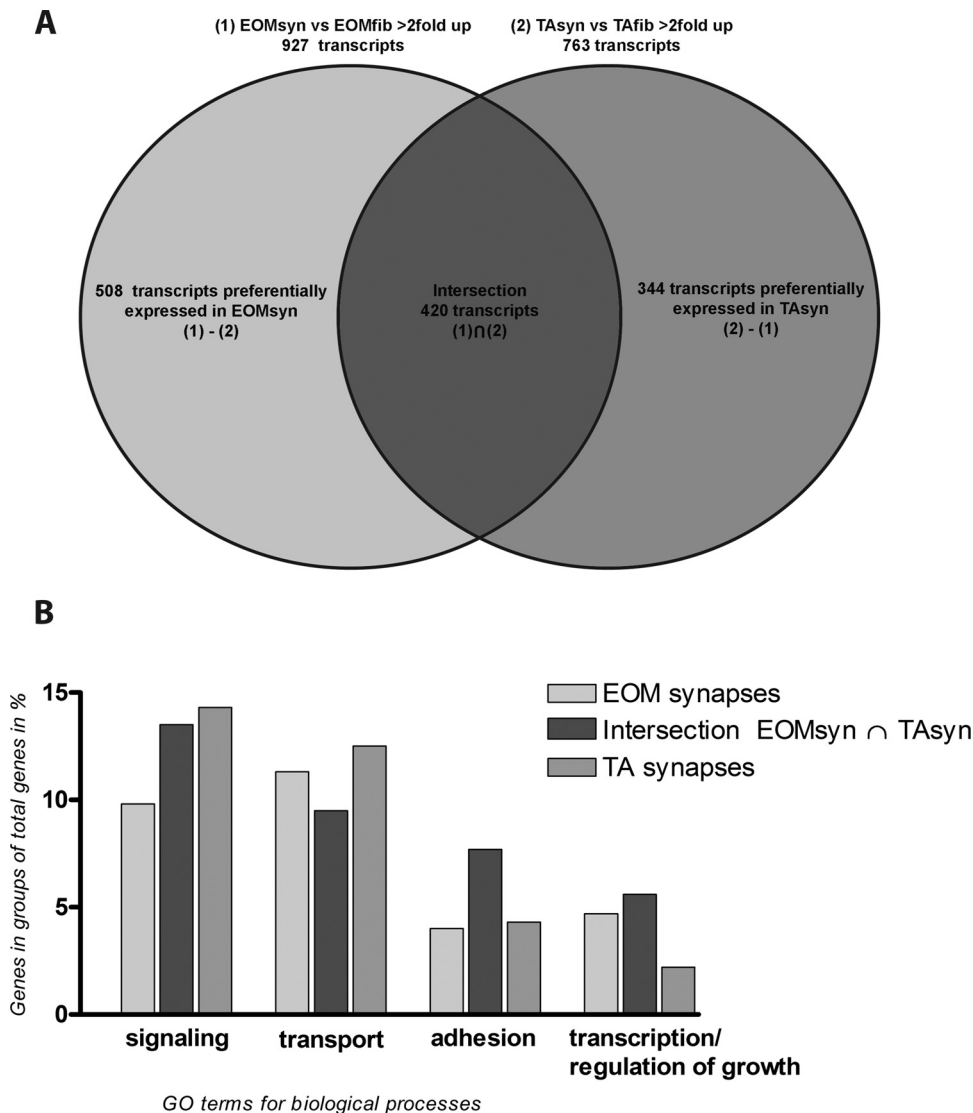 A
(1) EOMsyn vs EOMfib >2fold up
927 transcripts
(2) TAsyn vs TAfib >2fold up
763 transcripts
508 transcripts preferentially
expressed in EOMsyn
(1) - (2)
Intersection
420 transcripts
(1)∩(2)
344 transcripts preferentially
expressed in TAsyn
(2) - (1)
B
Genes in groups of total genes in %
15
10
5
0
EOM synapses
Intersection EOMsyn ∩ TAsyn
TA synapses
signaling
transport
adhesion
transcription/
regulation of growth
GO terms for biological processes